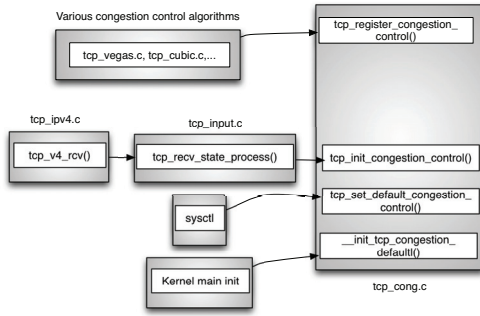 Various congestion control algorithms
tcp_vegas.c, tcp_cubic.c,...
tcp_register_congestion_
control()
tcp_ipv4.c
tcp_v4_rcv()
tcp_input.c
tcp_recv_state_process()
tcp_init_congestion_control()
tcp_set_default_congestion_
control()
sysctl
__init_tcp_congestion_
defaultl()
Kernel main init
tcp_cong.c